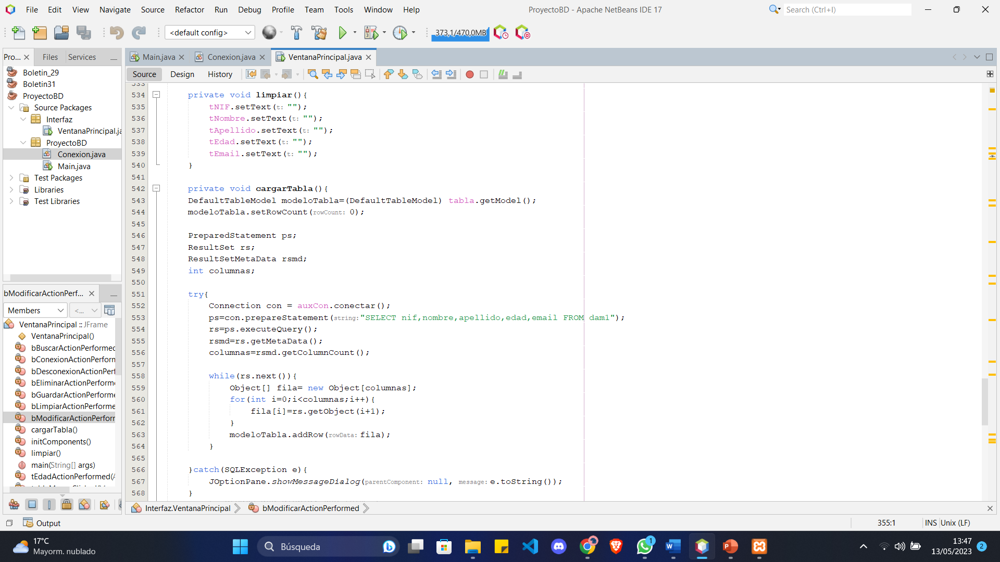 File Edit View Navigate Source Refactor Run Debug Profile Team Tools Window Help
ProyectoBD - Apache NetBeans IDE 17
Search (Ctrl+I)
<default config>
373,1/470,0MB
Pro... Files Services
Main.java Conexion.java VentanaPrincipal.java
Source Design History
Boletin_29
Boletin31
ProyectoBD
Source Packages
Interfaz
VentanaPrincipal.ja
ProyectoBD
Conexion.java
Main.java
Test Packages
Libraries
Test Libraries
bModificarActionPerf...
Members <...
VentanaPrincipal :: JFrame
VentanaPrincipal()
bBuscarActionPerformed
bConexionActionPerform
bDesconexionActionPerf
bEliminarActionPerforme
bGuardarActionPerforme
bLimpiarActionPerforme
bModificarActionPerform
cargarTabla()
initComponents()
limpiar()
main(String[] args)
tEdadActionPerformed(A
533
534 private void limpiar(){
535 tNIF.setText(t: "");
536 tNombre.setText(t: "");
537 tApellido.setText(t: "");
538 tEdad.setText(t: "");
539 tEmail.setText(t: "");
540 }
541
542 private void cargarTabla(){
543 DefaultTableModel modeloTabla=(DefaultTableModel) tabla.getModel();
544 modeloTabla.setRowCount(rowCount: 0);
545
546 PreparedStatement ps;
547 ResultSet rs;
548 ResultSetMetaData rsmd;
549 int columnas;
550
551 try{
552 Connection con = auxCon.conectar();
553 ps=con.prepareStatement(string: "SELECT nif,nombre,apellido,edad,email FROM dam1");
554 rs=ps.executeQuery();
555 rsmd=rs.getMetaData();
556 columnas=rsmd.getColumnCount();
557
558 while(rs.next()){
559 Object[] fila= new Object[columnas];
560 for(int i=0;i<columnas;i++){
561 fila[i]=rs.getObject(i+1);
562 }
563 modeloTabla.addRow(rowData: fila);
564 }
565
566 }catch(SQLException e){
567 JOptionPane.showMessageDialog(parentComponent: null, message: e.toString());
568 }
Interfaz.VentanaPrincipal bModificarActionPerformed
Output
355:1 INS Unix (LF)
17°C
Mayorm. nublado
Búsqueda
1
13:47
13/05/2023
2